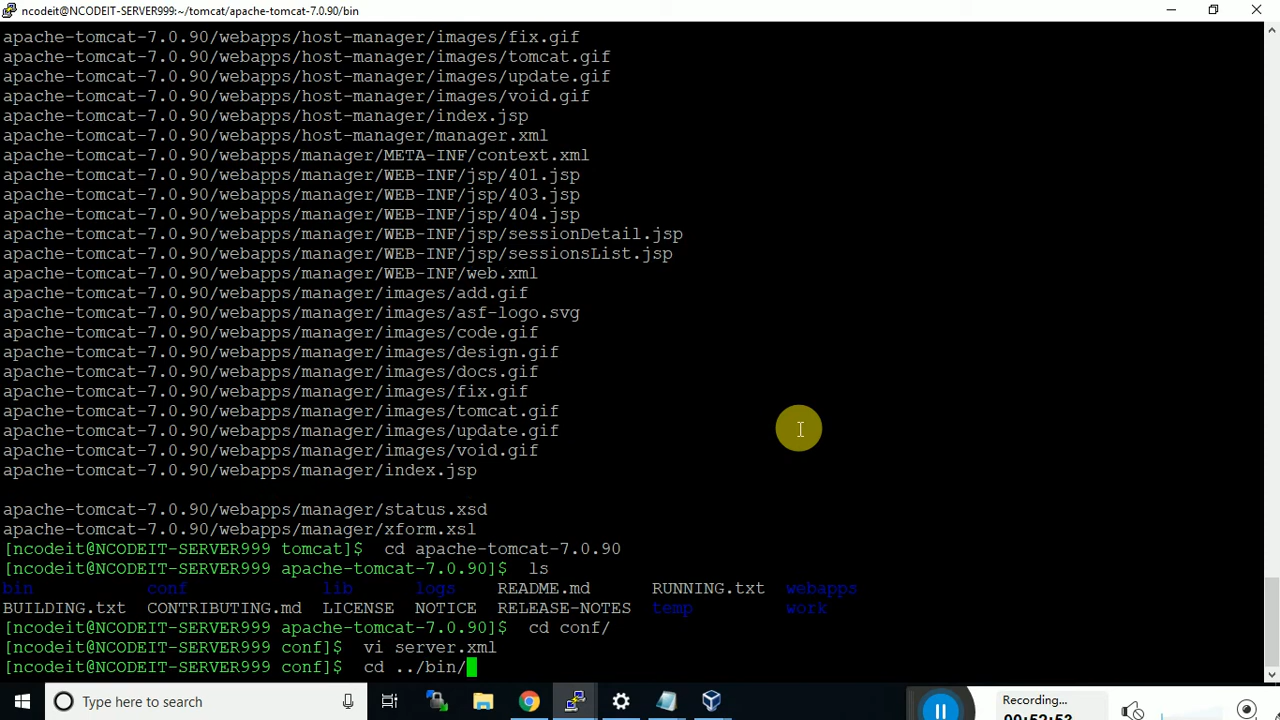 ncodeit@NCODEIT-SERVER999:~/tomcat/apache-tomcat-7.0.90/bin
apache-tomcat-7.0.90/webapps/host-manager/images/fix.gif
apache-tomcat-7.0.90/webapps/host-manager/images/tomcat.gif
apache-tomcat-7.0.90/webapps/host-manager/images/update.gif
apache-tomcat-7.0.90/webapps/host-manager/images/void.gif
apache-tomcat-7.0.90/webapps/host-manager/index.jsp
apache-tomcat-7.0.90/webapps/host-manager/manager.xml
apache-tomcat-7.0.90/webapps/manager/META-INF/context.xml
apache-tomcat-7.0.90/webapps/manager/WEB-INF/jsp/401.jsp
apache-tomcat-7.0.90/webapps/manager/WEB-INF/jsp/403.jsp
apache-tomcat-7.0.90/webapps/manager/WEB-INF/jsp/404.jsp
apache-tomcat-7.0.90/webapps/manager/WEB-INF/jsp/sessionDetail.jsp
apache-tomcat-7.0.90/webapps/manager/WEB-INF/jsp/sessionsList.jsp
apache-tomcat-7.0.90/webapps/manager/WEB-INF/web.xml
apache-tomcat-7.0.90/webapps/manager/images/add.gif
apache-tomcat-7.0.90/webapps/manager/images/asf-logo.svg
apache-tomcat-7.0.90/webapps/manager/images/code.gif
apache-tomcat-7.0.90/webapps/manager/images/design.gif
apache-tomcat-7.0.90/webapps/manager/images/docs.gif
apache-tomcat-7.0.90/webapps/manager/images/fix.gif
apache-tomcat-7.0.90/webapps/manager/images/tomcat.gif
apache-tomcat-7.0.90/webapps/manager/images/update.gif
apache-tomcat-7.0.90/webapps/manager/images/void.gif
apache-tomcat-7.0.90/webapps/manager/index.jsp
apache-tomcat-7.0.90/webapps/manager/status.xsd
apache-tomcat-7.0.90/webapps/manager/xform.xsl
[ncodeit@NCODEIT-SERVER999 tomcat]$ cd apache-tomcat-7.0.90
[ncodeit@NCODEIT-SERVER999 apache-tomcat-7.0.90]$ ls
bin conf lib logs README.md RUNNING.txt webapps
BUILDING.txt CONTRIBUTING.md LICENSE NOTICE RELEASE-NOTES temp work
[ncodeit@NCODEIT-SERVER999 apache-tomcat-7.0.90]$ cd conf/
[ncodeit@NCODEIT-SERVER999 conf]$ vi server.xml
[ncodeit@NCODEIT-SERVER999 conf]$ cd ../bin/
Type here to search
Recording...
00:52:53